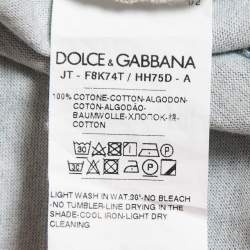 DOLCE & GABBANA
JT - F8K74T / HH75D - A
100% COTONE-COTTON-ALGODON-
COTON-ALGODÃO-
BAUMWOLLE-ХЛОПОК-棉-
COTTON
LIGHT WASH IN WAT.30°-NO BLEACH
-NO TUMBLER-LINE DRYING IN THE
SHADE-COOL IRON-LIGHT DRY
CLEANING